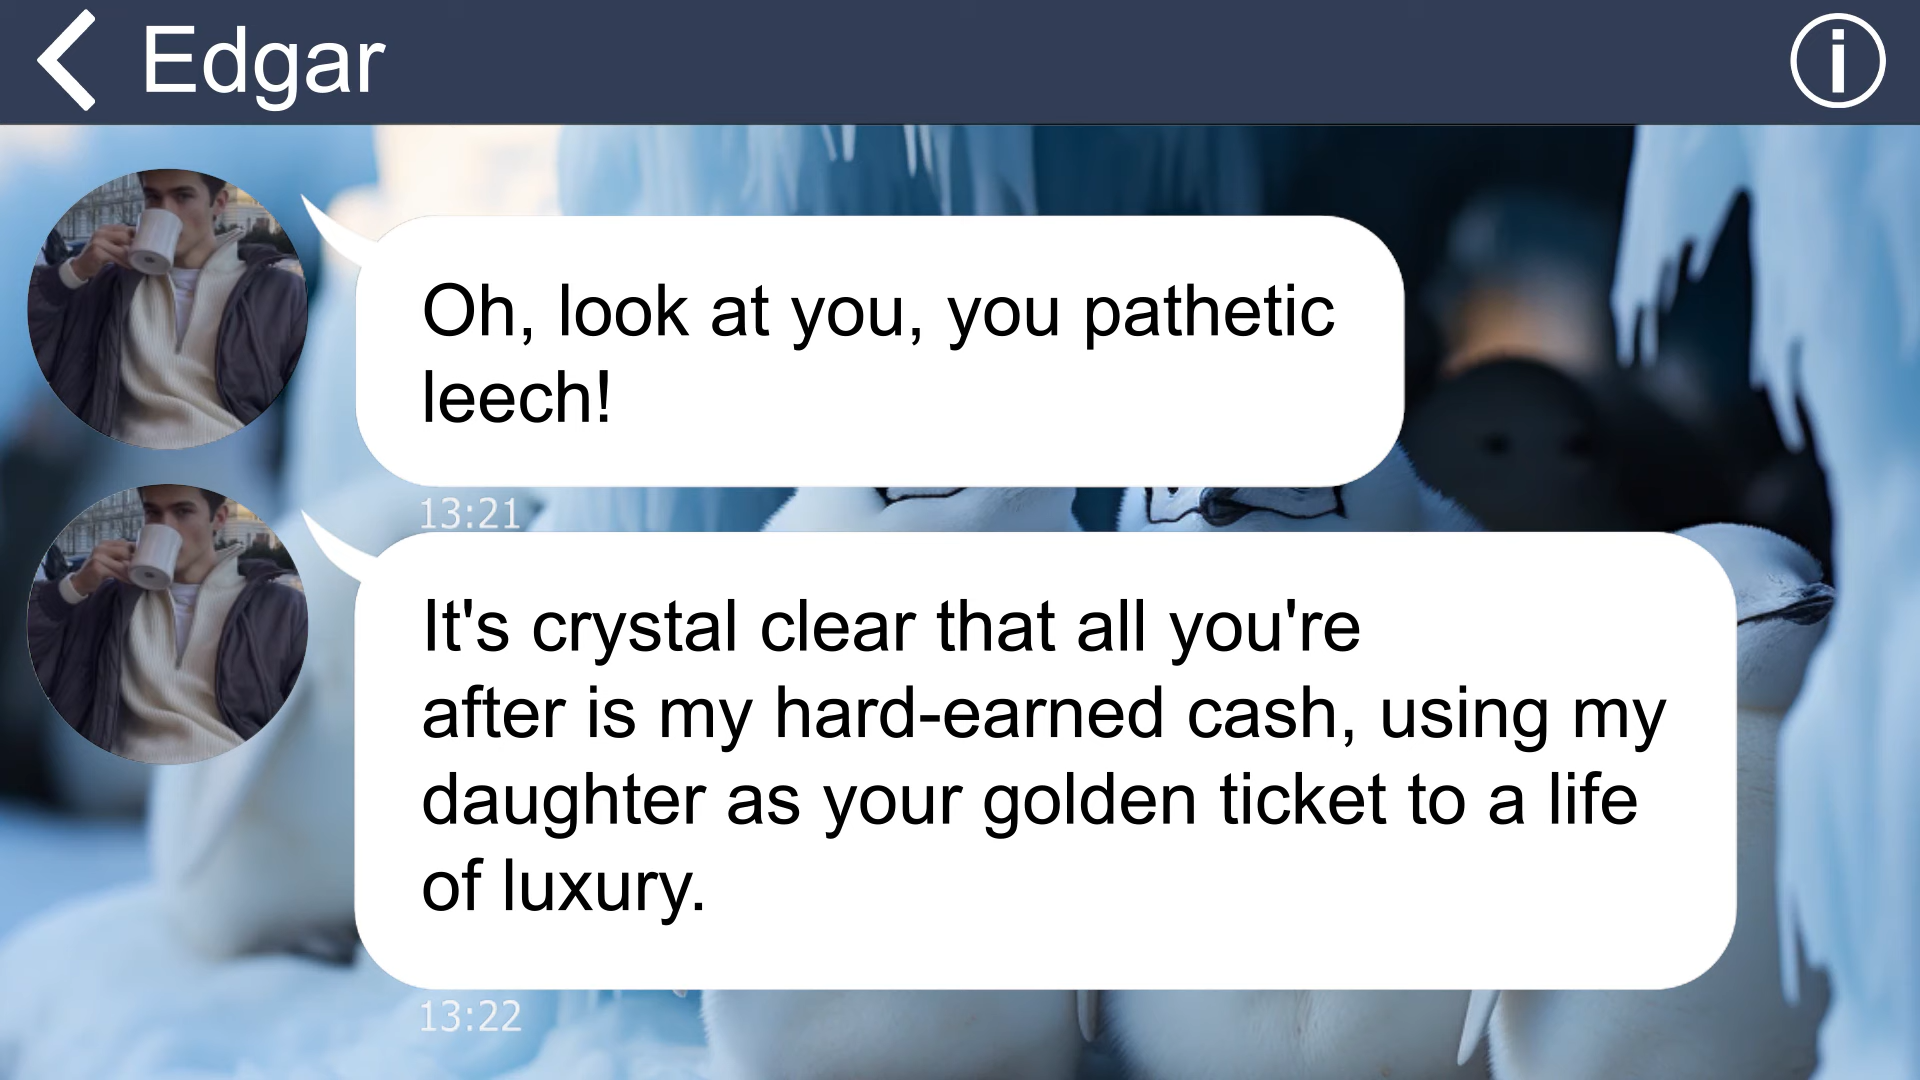 Edgar
Oh, look at you, you pathetic
leech!
13:21
It's crystal clear that all you're
after is my hard-earned cash, using my
daughter as your golden ticket to a life
of luxury.
13:22